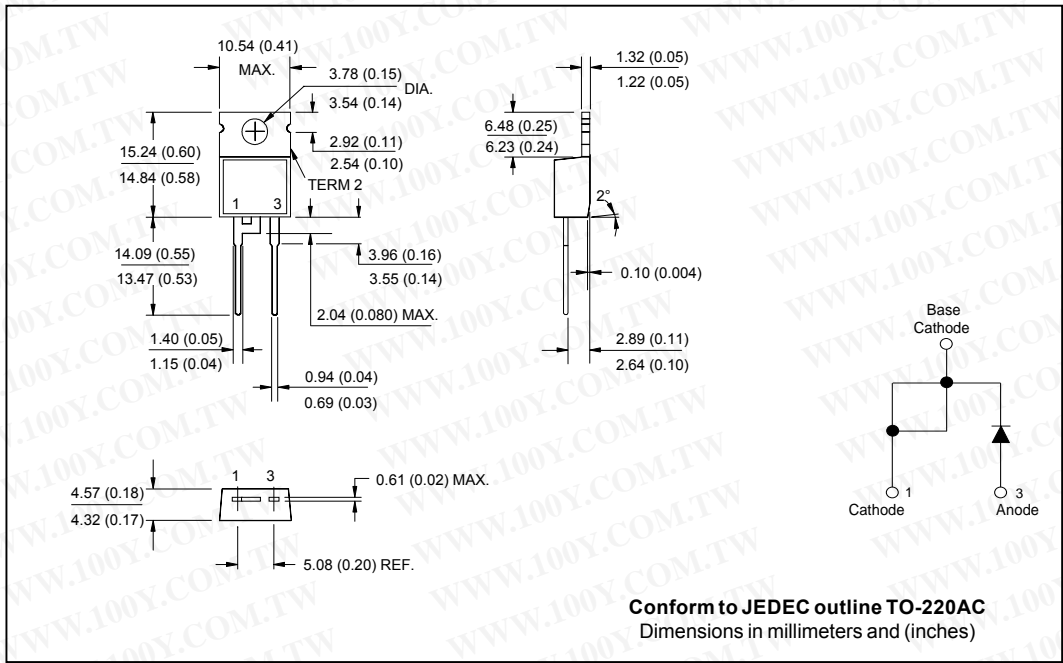 10.54 (0.41)
MAX.
3.78 (0.15)
3.54 (0.14)
DIA.
2.92 (0.11)
2.54 (0.10)
TERM 2
15.24 (0.60)
14.84 (0.58)
1 3
14.09 (0.55)
13.47 (0.53)
3.96 (0.16)
3.55 (0.14)
2.04 (0.080) MAX.
1.40 (0.05)
1.15 (0.04)
0.94 (0.04)
0.69 (0.03)
1.32 (0.05)
1.22 (0.05)
6.48 (0.25)
6.23 (0.24)
2°
0.10 (0.004)
2.89 (0.11)
2.64 (0.10)
Base
Cathode
1
Cathode
3
Anode
1 3
0.61 (0.02) MAX.
4.57 (0.18)
4.32 (0.17)
5.08 (0.20) REF.
Conform to JEDEC outline TO-220AC
Dimensions in millimeters and (inches)
WWW.100Y.COM.TW